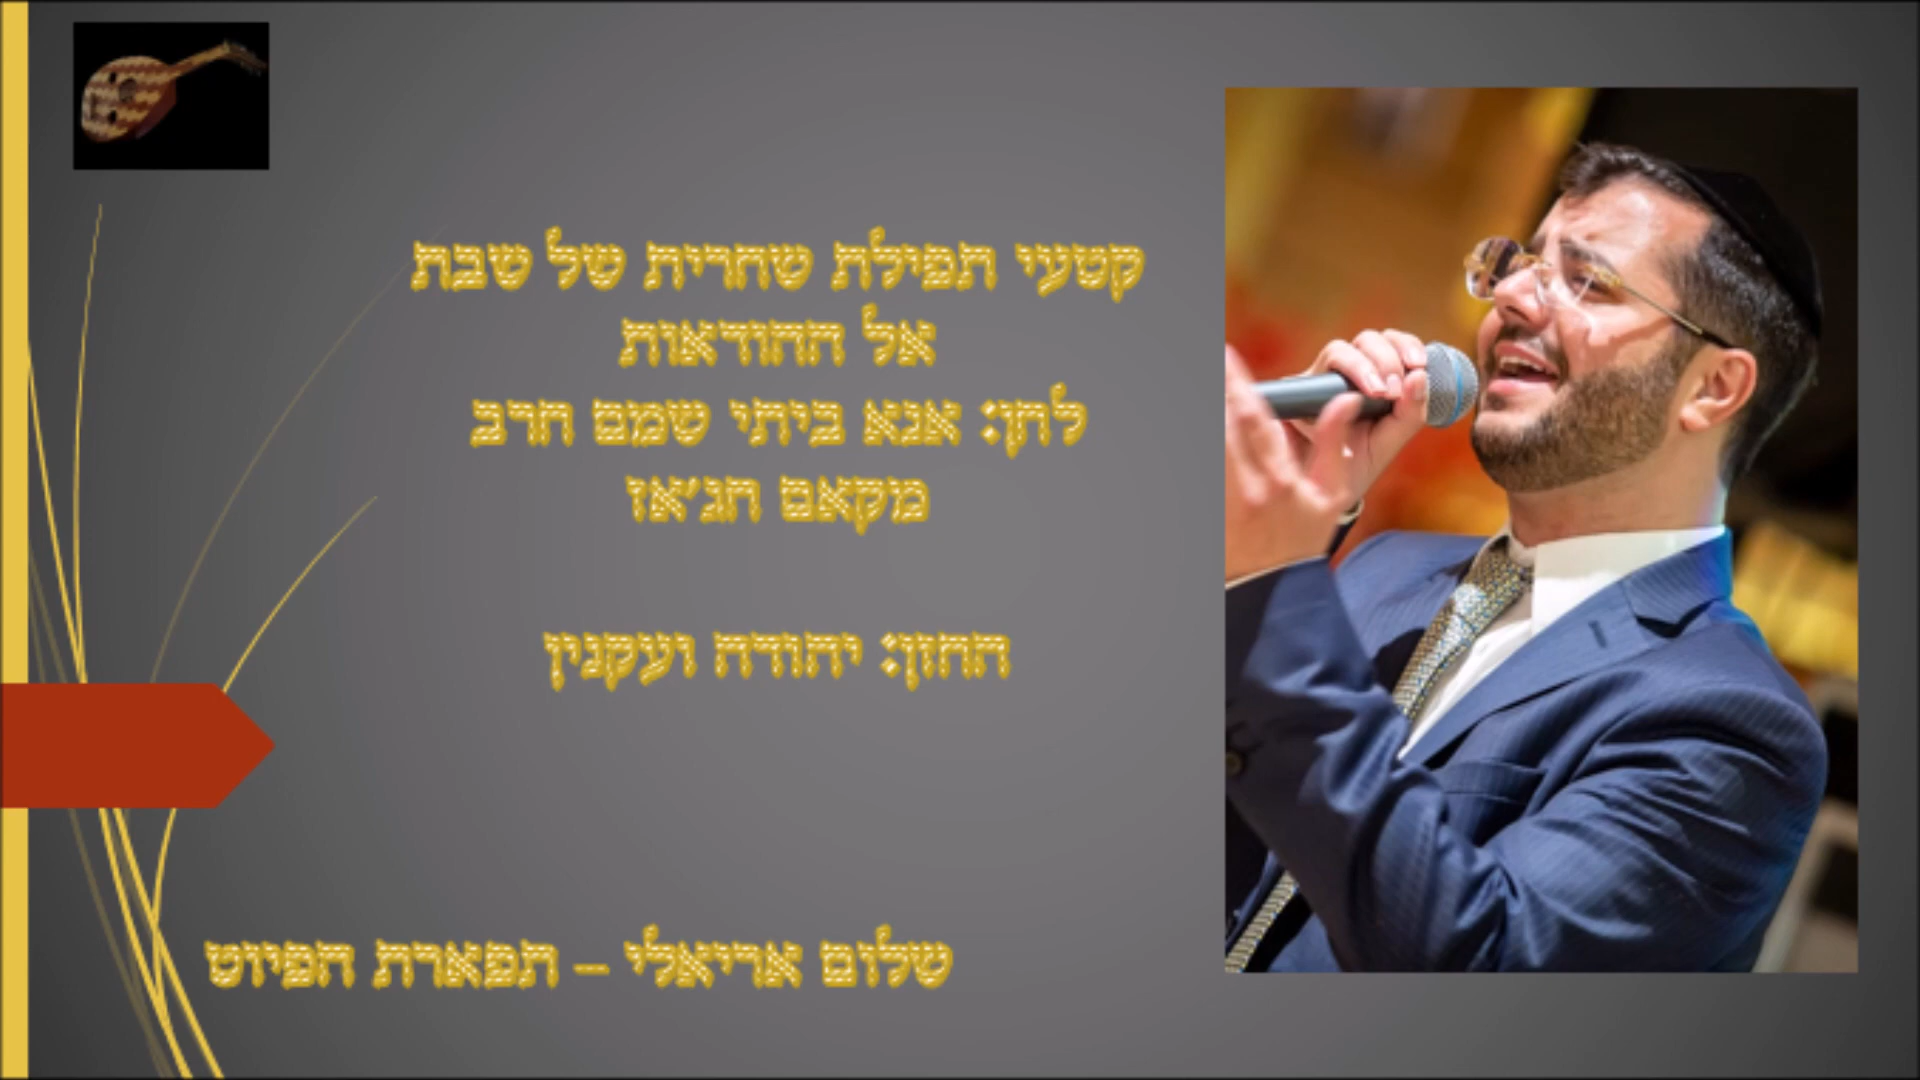 קטעי תפילת שחרית של שבת
אל ההודאות
לחן: אנא ביתי שמם חרב
מקאם חג'אז
החזן: יהודה ועקנין
שלום אריאלי – תפארת הפיוט